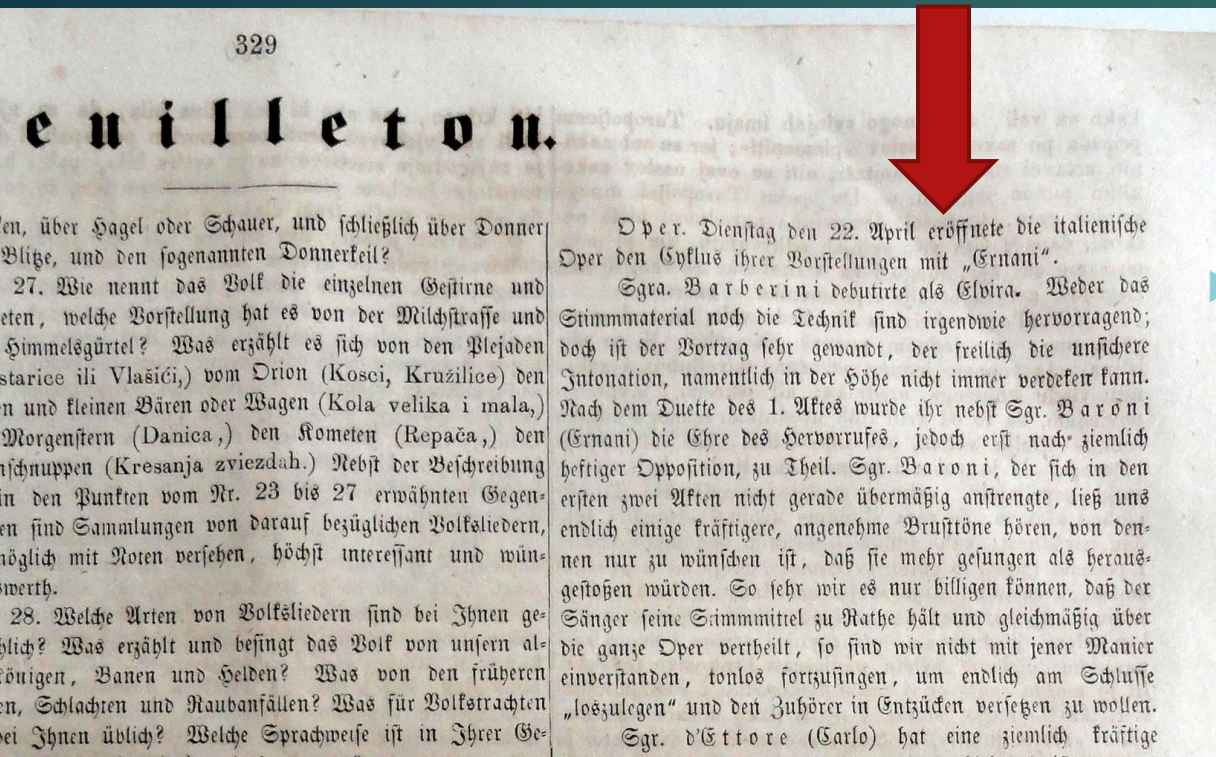 329
euilleton.
ken, über Hagel oder Schauer, und schließlich über Donner
Blitze, und den sogenannten Donnerkeil?
27. Wie nennt das Volk die einzelnen Gestirne und
eten, welche Vorstellung hat es von der Milchstrasse und
Himmelsgürtel? Was erzählt es sich von den Plejaden
starice ili Vlašići,) vom Orion (Kosci, Kružilice) den
n und kleinen Bären oder Wagen (Kola velika i mala,)
Morgenstern (Danica,) den Kometen (Repača,) den
nschnuppen (Kresanja zviezdah.) Nebst der Beschreibung
in den Punkten vom Nr. 23 bis 27 erwähnten Gegen-
en sind Sammlungen von darauf bezüglichen Volksliedern,
möglich mit Noten versehen, höchst interessant und wün-
swerth.
28. Welche Arten von Volksliedern sind bei Ihnen ge-
hlich? Was erzählt und besingt das Volk von unsern al-
Königen, Banen und Helden? Was von den früheren
en, Schlachten und Raubanfällen? Was für Volkstrachten
bei Ihnen üblich? Welche Sprachweise ist in Ihrer Ge-
Oper. Dienstag den 22. April eröffnete die italienische
Oper den Cyklus ihrer Vorstellungen mit „Ernani".
Sgra. Barberini debutirte als Elvira. Weder das
Stimmmaterial noch die Technik sind irgendwie hervorragend;
doch ist der Vortrag sehr gewandt, der freilich die unsichere
Intonation, namentlich in der Höhe nicht immer verdeken kann.
Nach dem Duette des 1. Aktes wurde ihr nebst Sgr. Baroni
(Ernani) die Ehre des Hervorrufes, jedoch erst nach ziemlich
heftiger Opposition, zu Theil. Sgr. Baroni, der sich in den
ersten zwei Akten nicht gerade übermäßig anstrengte, ließ uns
endlich einige kräftigere, angenehme Brusttöne hören, von den-
nen nur zu wünschen ist, daß sie mehr gesungen als heraus-
gestoßen würden. So sehr wir es nur billigen können, daß der
Sänger seine Stimmmittel zu Rathe hält und gleichmäßig über
die ganze Oper vertheilt, so sind wir nicht mit jener Manier
einverstanden, tonlos fortzusingen, um endlich am Schlusse
„loszulegen" und den Zuhörer in Entzücken versetzen zu wollen.
Sgr. d'Ettore (Carlo) hat eine ziemlich kräftige